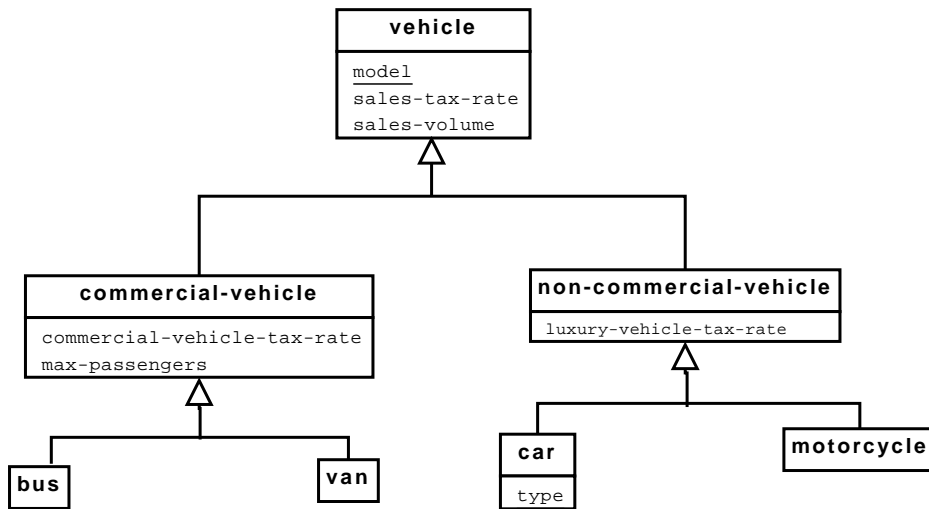 vehicle
model
sales-tax-rate
sales-volume
commercial-vehicle
commercial-vehicle-tax-rate
max-passengers
non-commercial-vehicle
luxury-vehicle-tax-rate
bus
van
car
type
motorcycle